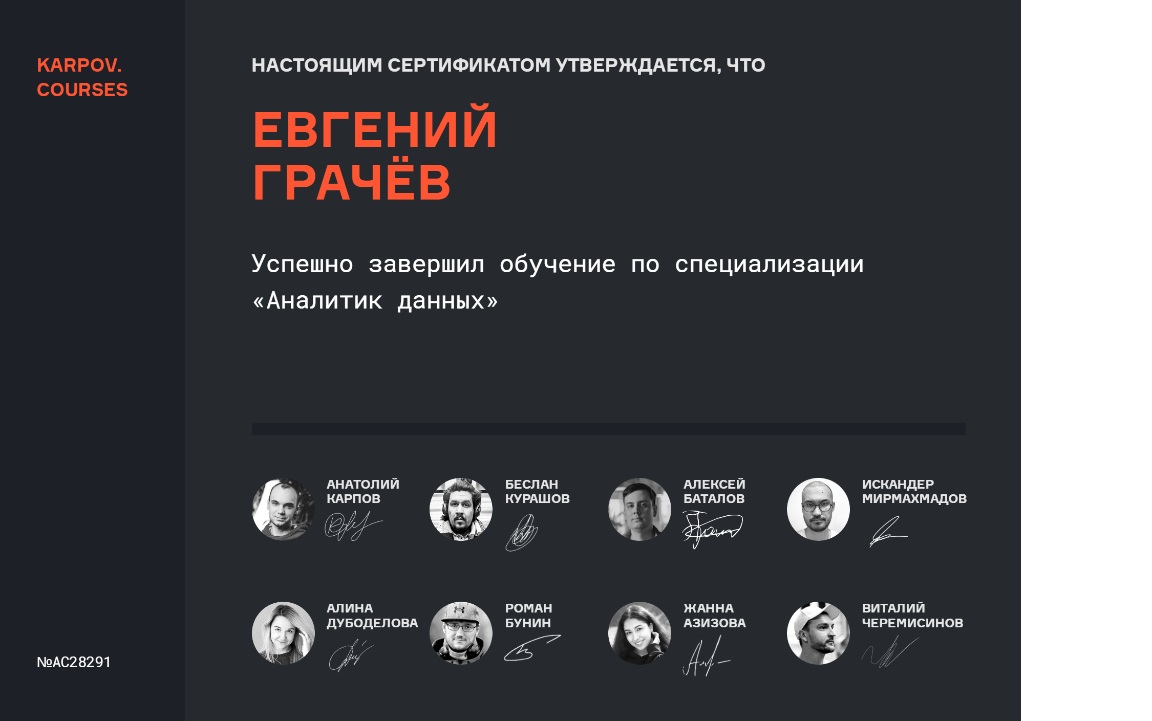 KARPOV.
COURSES
НАСТОЯЩИМ СЕРТИФИКАТОМ УТВЕРЖДАЕТСЯ, ЧТО
ЕВГЕНИЙ
ГРАЧЁВ
Успешно завершил обучение по специализации
«Аналитик данных»
АНАТОЛИЙ
КАРПОВ
БЕСЛАН
КУРАШОВ
АЛЕКСЕЙ
БАТАЛОВ
ИСКАНДЕР
МИРМАХМАДОВ
АЛИНА
ДУБОДЕЛОВА
РОМАН
БУНИН
ЖАННА
АЗИЗОВА
ВИТАЛИЙ
ЧЕРЕМИСИНОВ
№AC28291